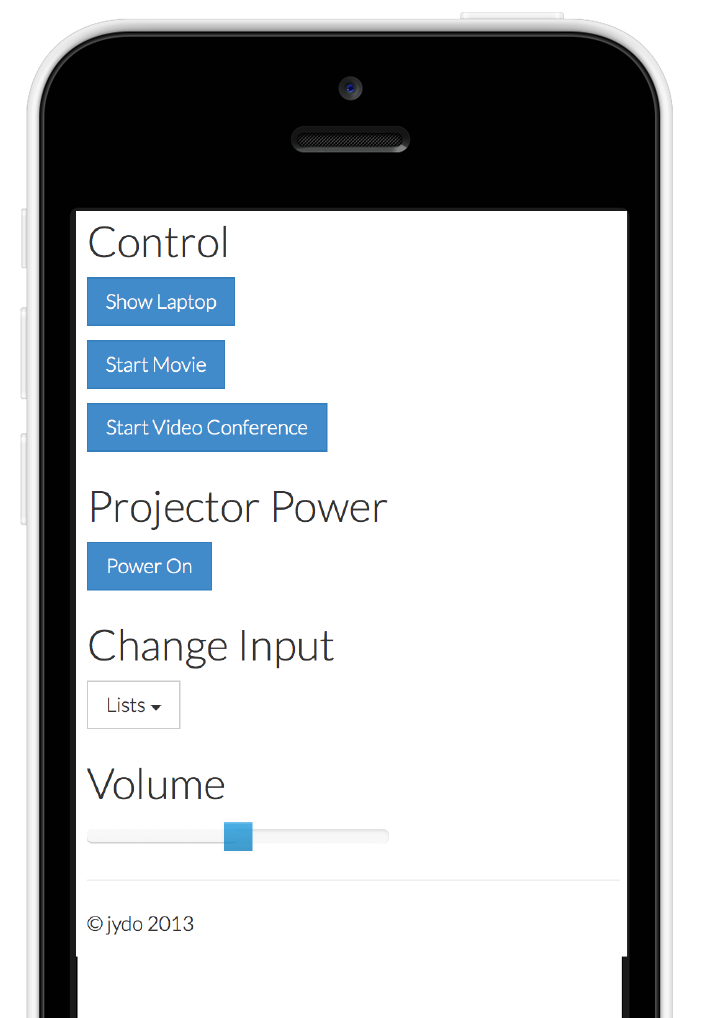 Control
Show Laptop
Start Movie
Start Video Conference
Projector Power
Power On
Change Input
Lists
Volume
© jydo 2013